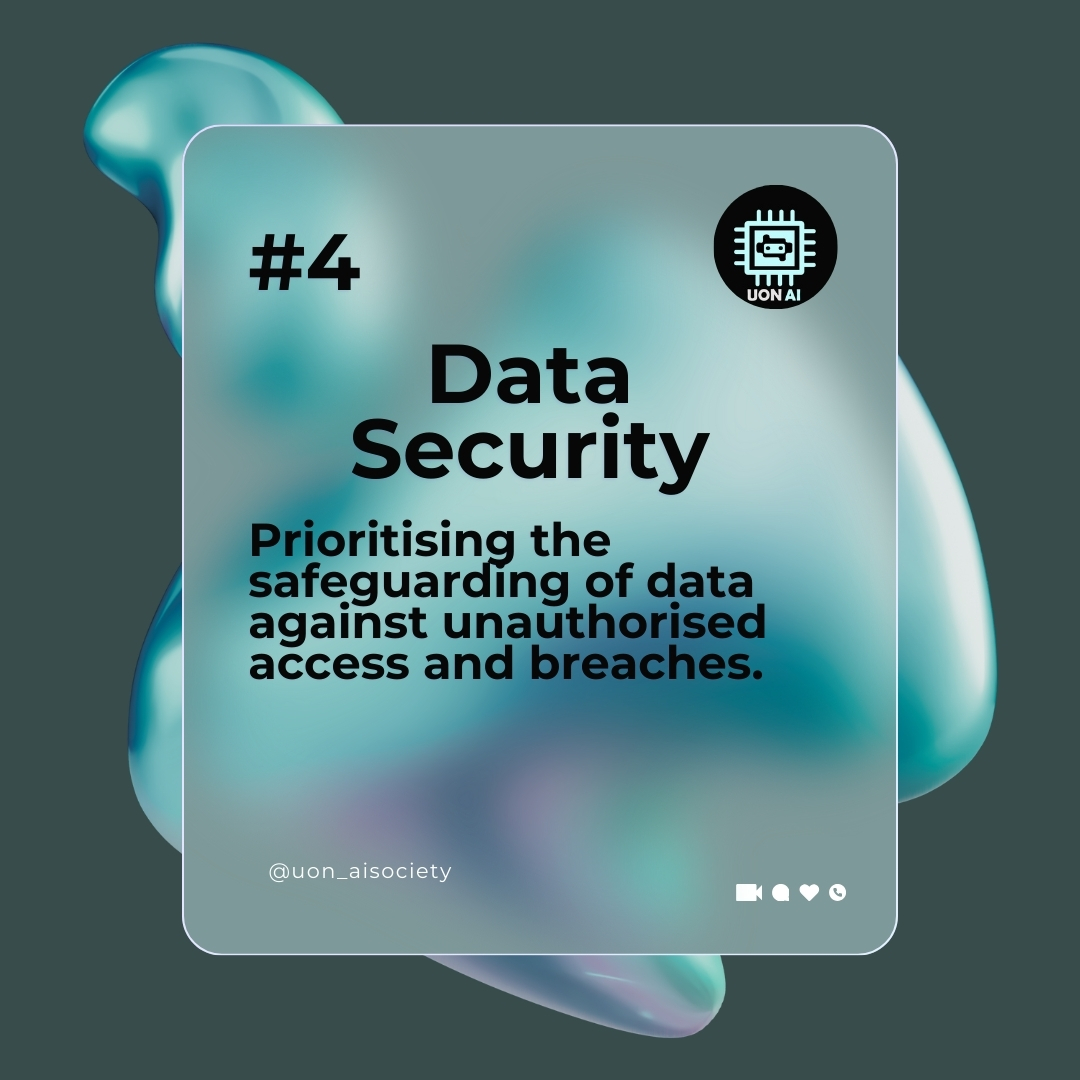 #4
UON AI
Data
Security
Prioritising the
safeguarding of data
against unauthorised
access and breaches.
@uon_aisociety